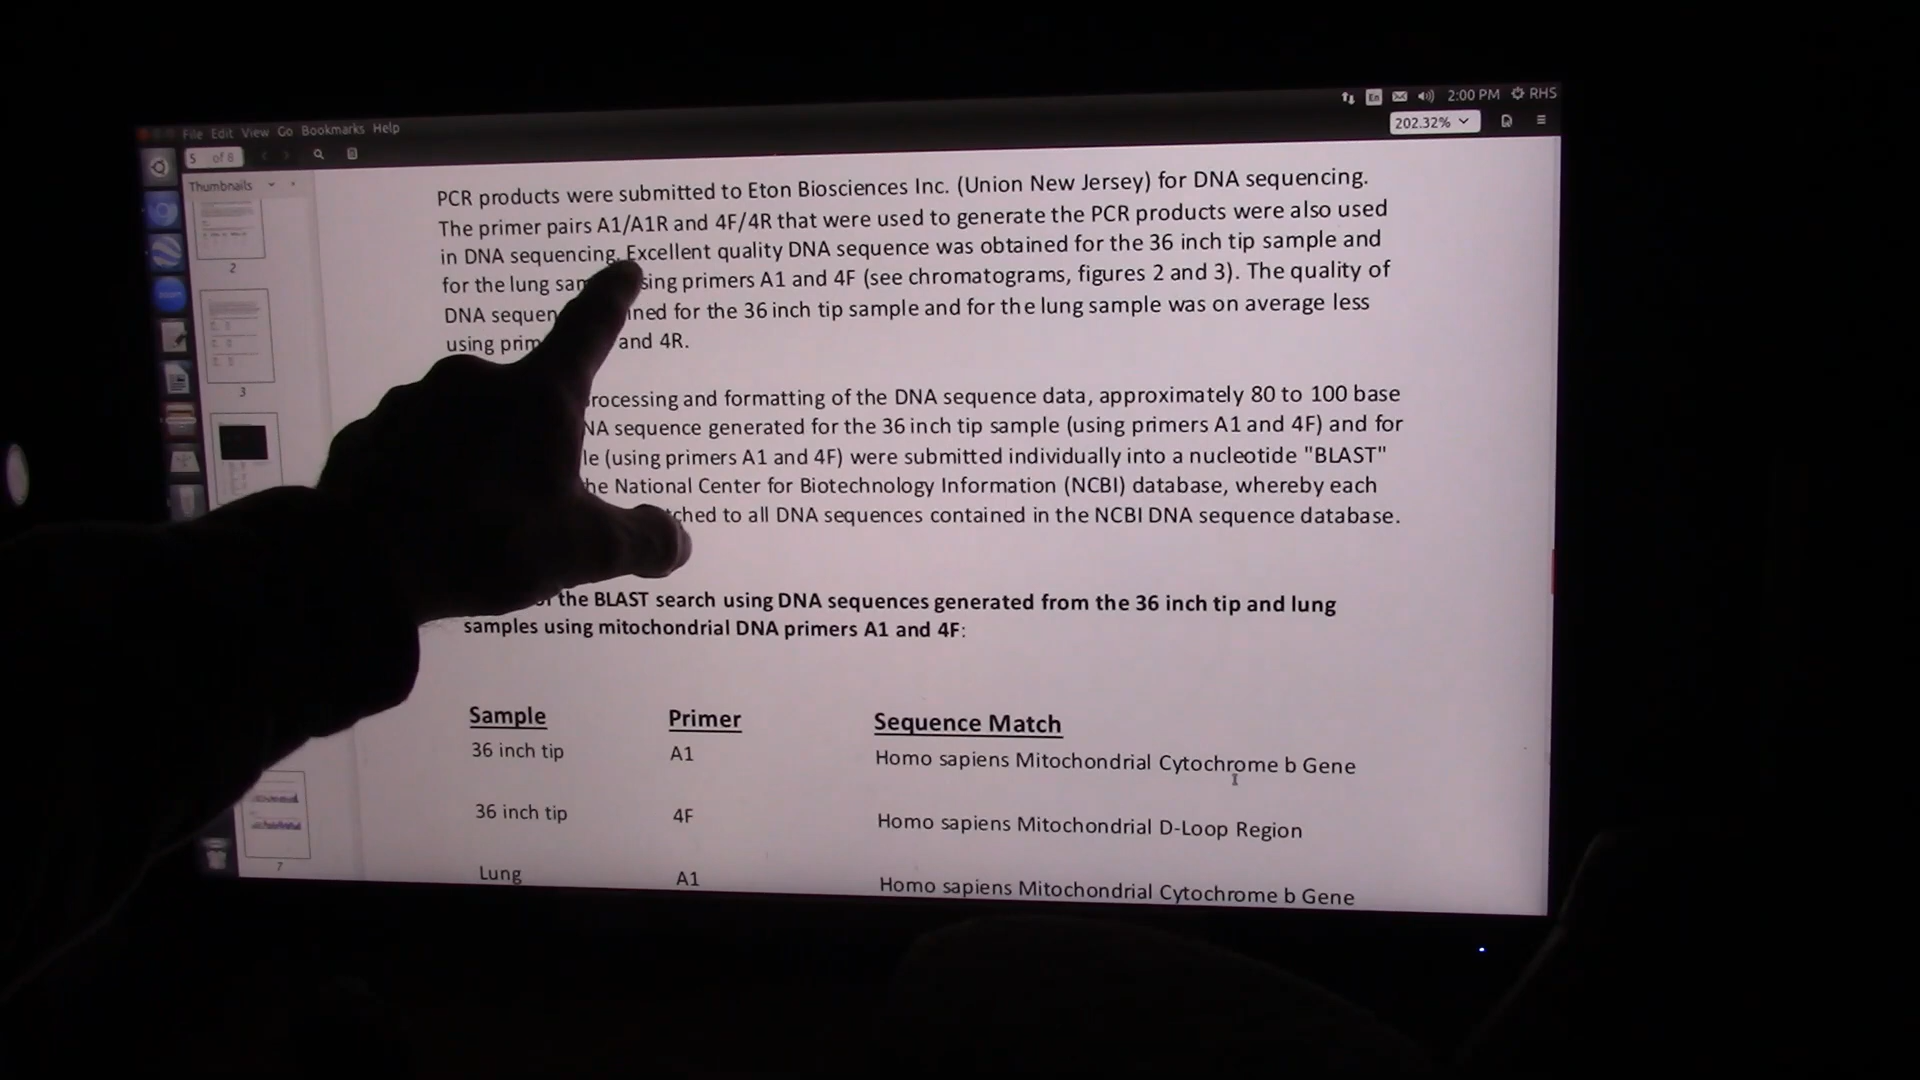 2:00 PM RHS
File Edit View Go Bookmarks Help
202.32%
5 of 8
Thumbnails
PCR products were submitted to Eton Biosciences Inc. (Union New Jersey) for DNA sequencing.
The primer pairs A1/A1R and 4F/4R that were used to generate the PCR products were also used
in DNA sequencing. Excellent quality DNA sequence was obtained for the 36 inch tip sample and
for the lung primers A1 and 4F (see chromatograms, figures 2 and 3). The quality of
DNA for the 36 inch tip sample and for the lung sample was on average less
using and 4R.
and formatting of the DNA sequence data, approximately 80 to 100 base
sequence generated for the 36 inch tip sample (using primers A1 and 4F) and for
(using primers A1 and 4F) were submitted individually into a nucleotide "BLAST"
National Center for Biotechnology Information (NCBI) database, whereby each
to all DNA sequences contained in the NCBI DNA sequence database.
the BLAST search using DNA sequences generated from the 36 inch tip and lung
samples using mitochondrial DNA primers A1 and 4F:
Sample Primer Sequence Match
36 inch tip A1 Homo sapiens Mitochondrial Cytochrome b Gene
36 inch tip 4F Homo sapiens Mitochondrial D-Loop Region
Lung A1 Homo sapiens Mitochondrial Cytochrome b Gene
2
3
7